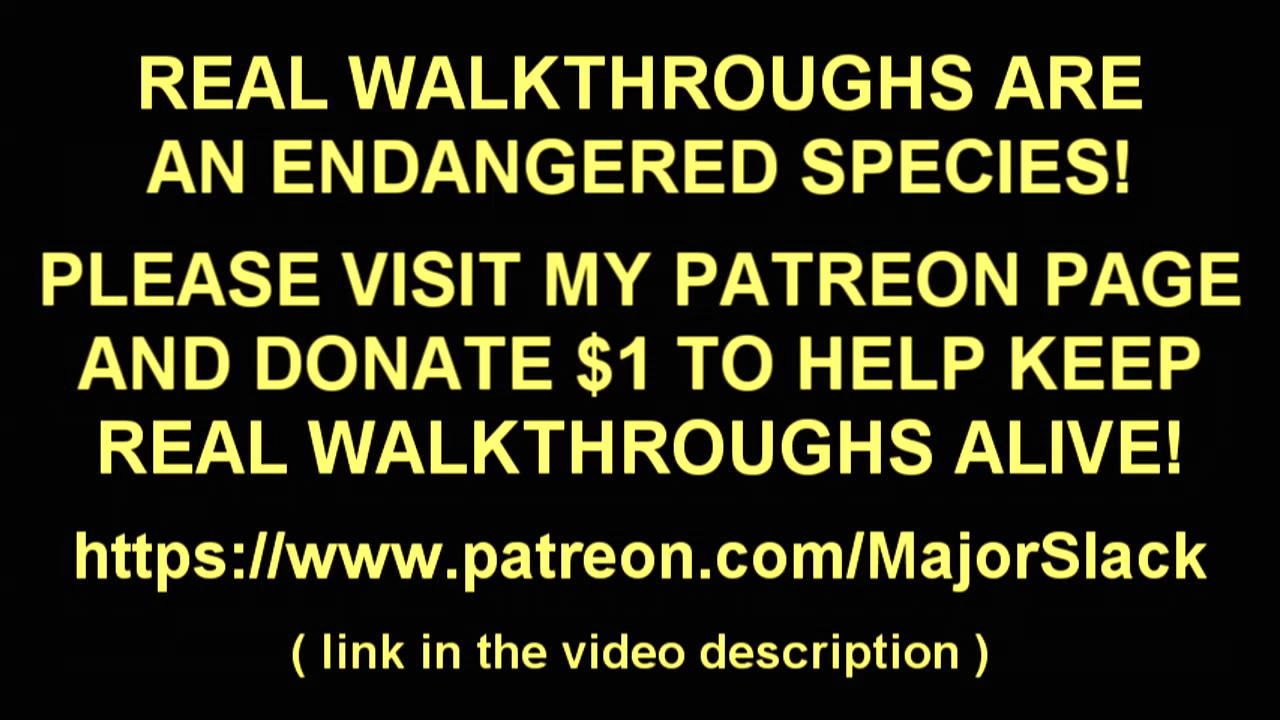 REAL WALKTHROUGHS ARE
AN ENDANGERED SPECIES!
PLEASE VISIT MY PATREON PAGE
AND DONATE $1 TO HELP KEEP
REAL WALKTHROUGHS ALIVE!
https://www.patreon.com/MajorSlack
( link in the video description )